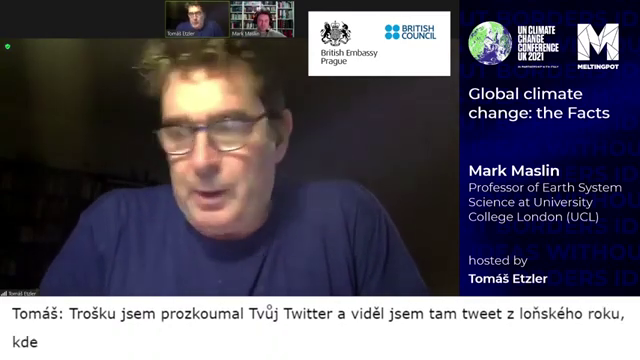 Tomáš Etzler
Mark Maslin
British Embassy
Prague
BRITISH
COUNCIL
UN CLIMATE
CHANGE
CONFERENCE
UK 2021
MELTINGPOT
Global climate
change: the Facts
Mark Maslin
Professor of Earth System
Science at University
College London (UCL)
hosted by
Tomáš Etzler
Tomáš Etzler
Tomáš: Trošku jsem prozkoumal Tvůj Twitter a viděl jsem tam tweet z loňského roku,
kde